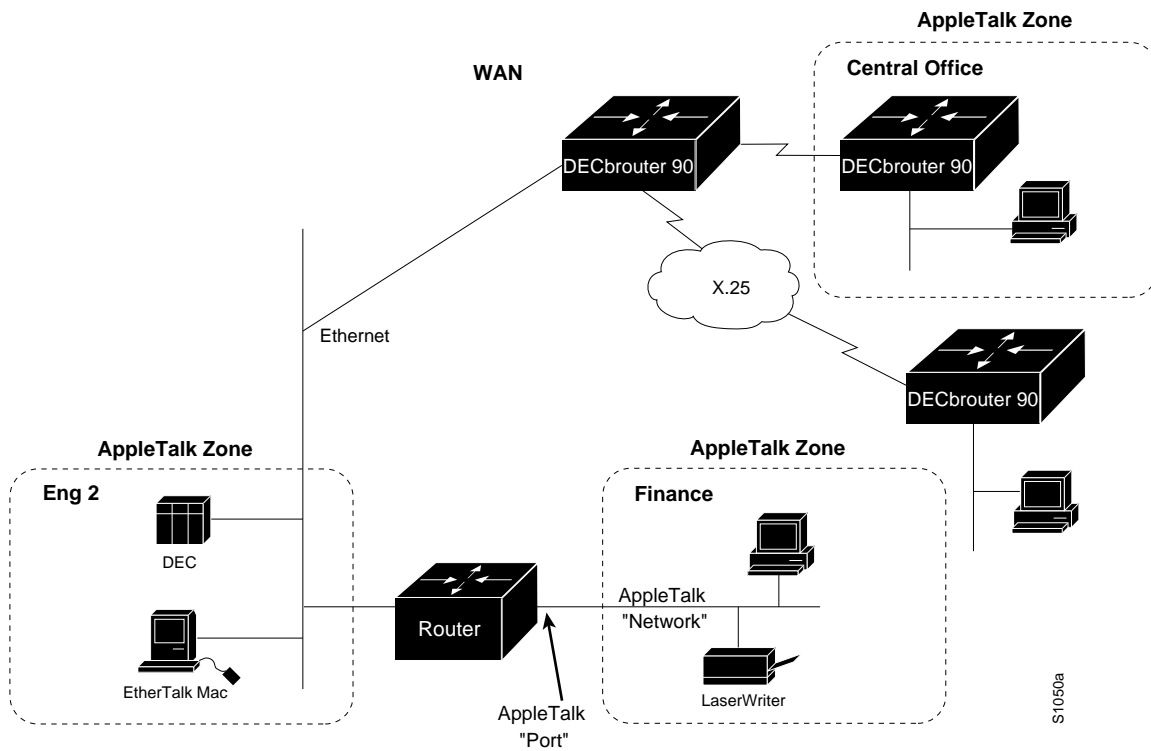 AppleTalk Zone
WAN
Central Office
DECbrouter 90
DECbrouter 90
X.25
Ethernet
DECbrouter 90
AppleTalk Zone
AppleTalk Zone
Eng 2
Finance
DEC
AppleTalk
"Network"
Router
EtherTalk Mac
LaserWriter
AppleTalk
"Port"
S1050a